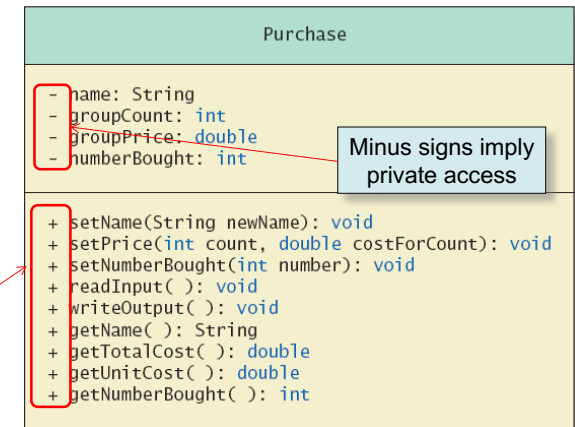 Purchase
- name: String
- groupCount: int
- groupPrice: double
- numberBought: int
Minus signs imply
private access
+ setName(String newName): void
+ setPrice(int count, double costForCount): void
+ setNumberBought(int number): void
+ readInput( ): void
+ writeOutput( ): void
+ getName( ): String
+ getTotalCost( ): double
+ getUnitCost( ): double
+ getNumberBought( ): int